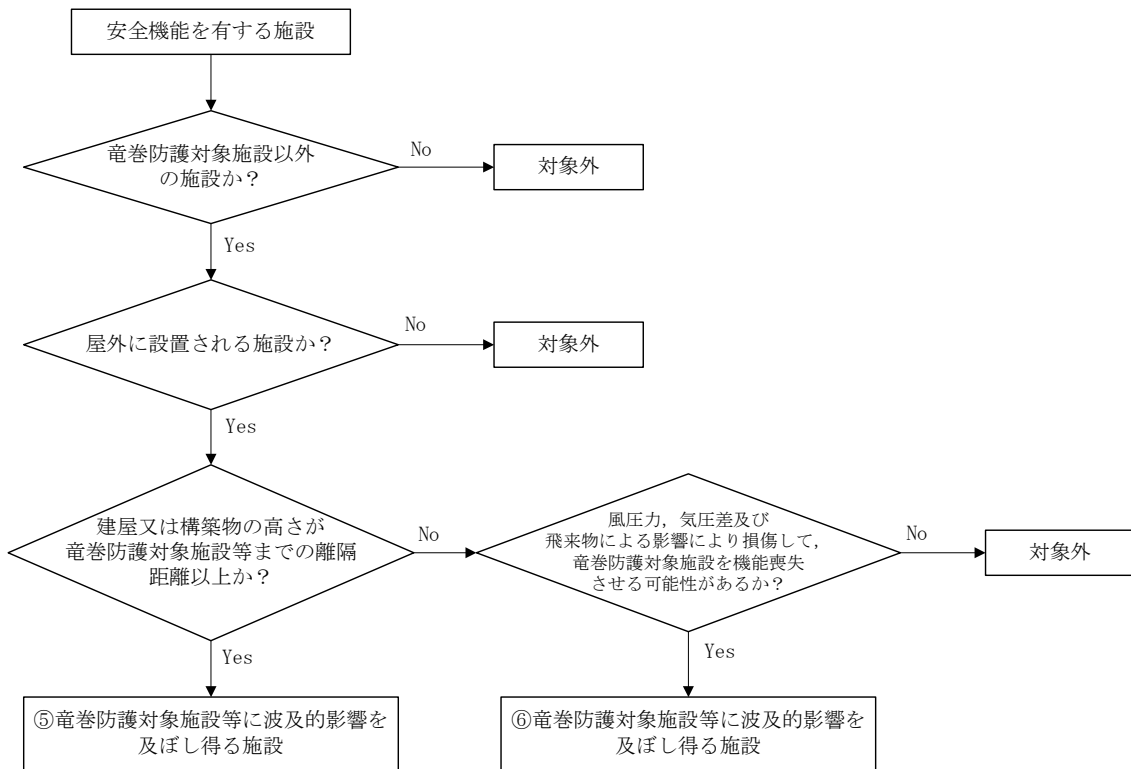 安全機能を有する施設
竜巻防護対象施設以外
の施設か？
No
対象外
Yes
屋外に設置される施設か？
No
対象外
Yes
建屋又は構築物の高さが
竜巻防護対象施設等までの離隔
距離以上か？
No
風圧力，気圧差及び
飛来物による影響により損傷して，
竜巻防護対象施設を機能喪失
させる可能性があるか？
No
対象外
Yes
Yes
⑤竜巻防護対象施設等に波及的影響を
及ぼし得る施設
⑥竜巻防護対象施設等に波及的影響を
及ぼし得る施設